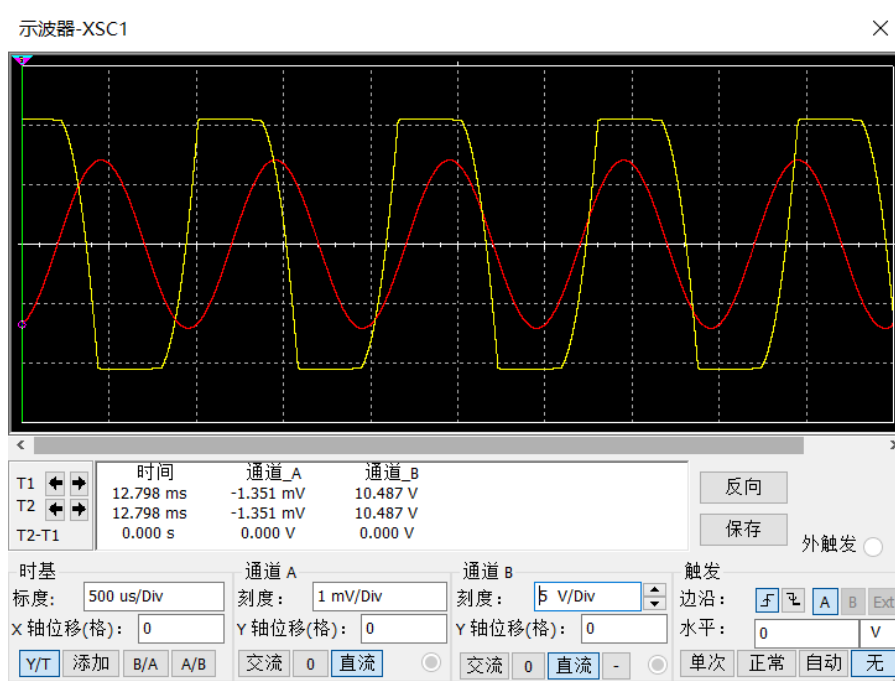 示波器-XSC1
时间 通道_A 通道_B
T1 12.798 ms -1.351 mV 10.487 V
T2 12.798 ms -1.351 mV 10.487 V
T2-T1 0.000 s 0.000 V 0.000 V
反向
保存
外触发
时基
标度: 500 us/Div
X 轴位移(格): 0
Y/T 添加 B/A A/B
通道 A
刻度: 1 mV/Div
Y 轴位移(格): 0
交流 0 直流
通道 B
刻度: 5 V/Div
Y 轴位移(格): 0
交流 0 直流 -
触发
边沿: A B Ext
水平: 0 V
单次 正常 自动 无